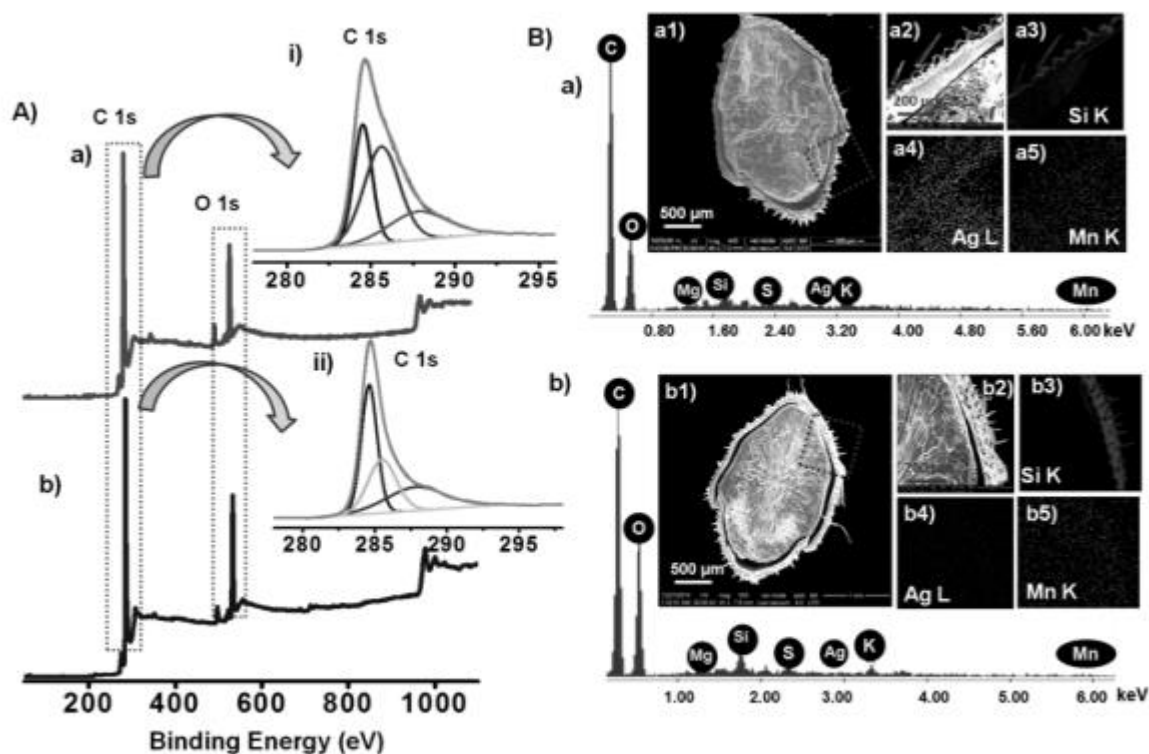 A)
C 1s
a)
O 1s
b)
200 400 600 800 1000
Binding Energy (eV)
i)
C 1s
280 285 290 295
ii)
C 1s
280 285 290 295
B)
a)
C
O
Mg Si S Ag K Mn
0.80 1.60 2.40 3.20 4.00 4.80 5.60 6.00 keV
a1)
500 µm
a2)
200 µm
a3)
Si K
a4)
Ag L
a5)
Mn K
b)
C
O
Mg Si S Ag K Mn
1.00 2.00 3.00 4.00 5.00 6.00 keV
b1)
500 µm
b2)
b3)
Si K
b4)
Ag L
b5)
Mn K